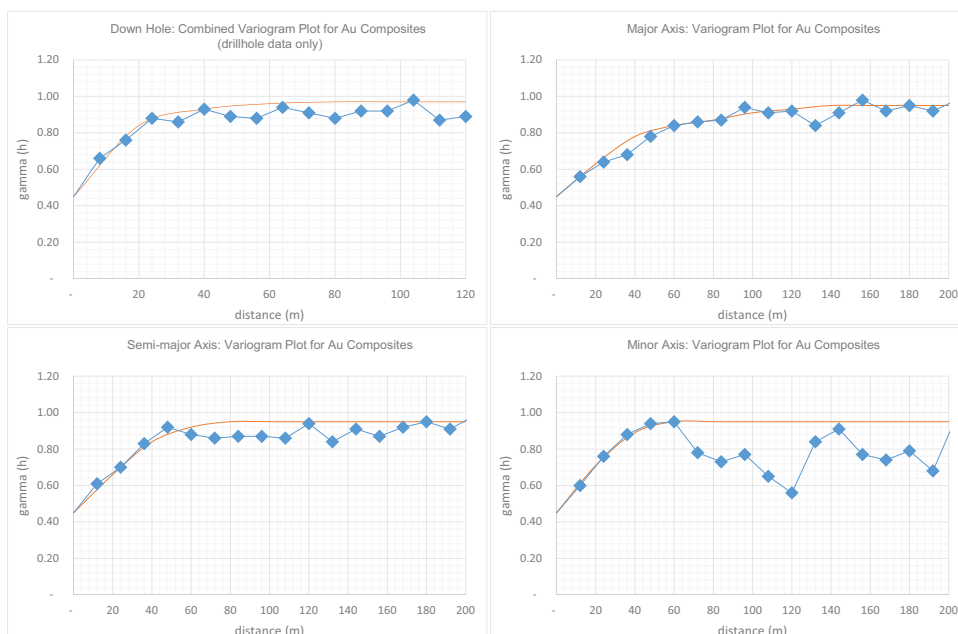 Down Hole: Combined Variogram Plot for Au Composites
(drillhole data only)
1.20
1.00
0.80
0.60
0.40
0.20
-
gamma (h)
- 20 40 60 80 100 120
distance (m)
Major Axis: Variogram Plot for Au Composites
1.20
1.00
0.80
0.60
0.40
0.20
-
gamma (h)
- 20 40 60 80 100 120 140 160 180 200
distance (m)
Semi-major Axis: Variogram Plot for Au Composites
1.20
1.00
0.80
0.60
0.40
0.20
-
gamma (h)
- 20 40 60 80 100 120 140 160 180 200
distance (m)
Minor Axis: Variogram Plot for Au Composites
1.20
1.00
0.80
0.60
0.40
0.20
-
gamma (h)
- 20 40 60 80 100 120 140 160 180 200
distance (m)